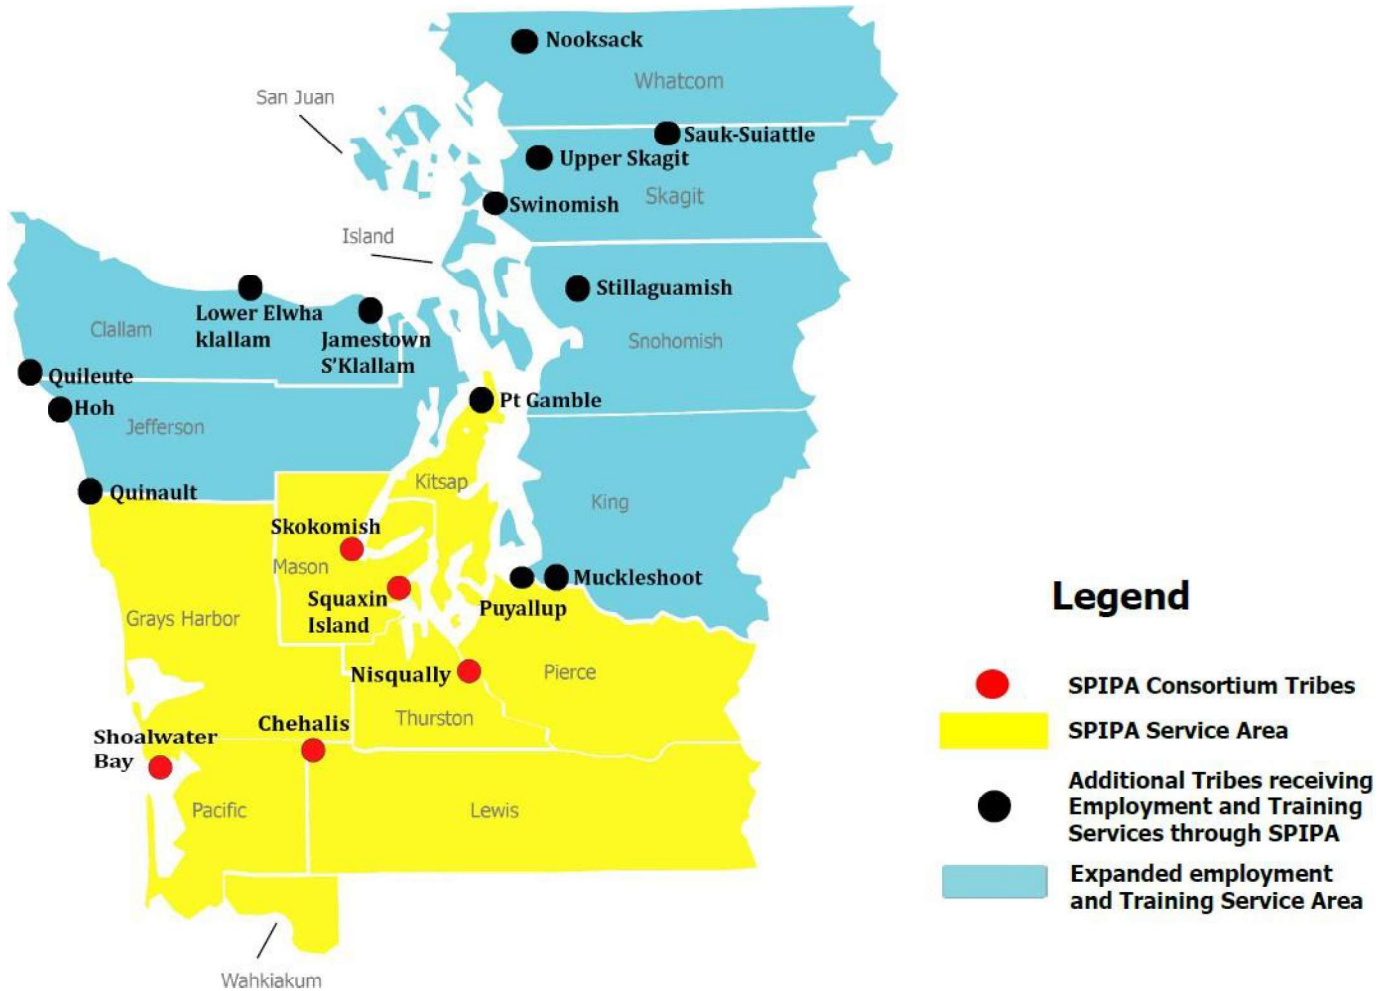 Nooksack
Whatcom
San Juan
Sauk-Suiattle
Upper Skagit
Skagit
Swinomish
Island
Stillaguamish
Lower Elwha
klallam
Clallam
Jamestown
S'Klallam
Snohomish
Quileute
Hoh
Pt Gamble
Jefferson
Kitsap
Quinault
King
Skokomish
Mason
Muckleshoot
Squaxin
Island
Puyallup
Grays Harbor
Nisqually
Pierce
Thurston
Chehalis
Shoalwater
Bay
Pacific
Lewis
Wahkiakum
Legend
SPIPA Consortium Tribes
SPIPA Service Area
Additional Tribes receiving
Employment and Training
Services through SPIPA
Expanded employment
and Training Service Area